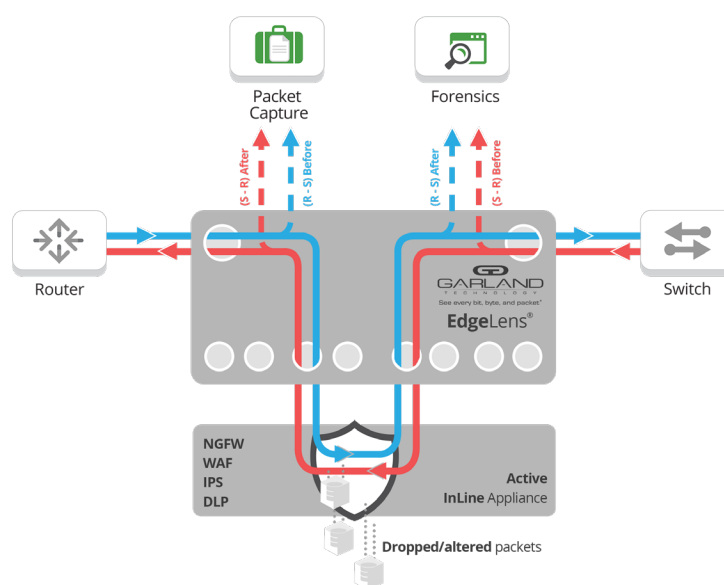 Packet
Capture
Forensics
(S - R) After
(R - S) Before
(R - S) After
(S - R) Before
Router
Switch
GARLAND
TECHNOLOGY
See every bit, byte, and packet®
EdgeLens®
NGFW
WAF
IPS
DLP
Active
InLine Appliance
Dropped/altered packets